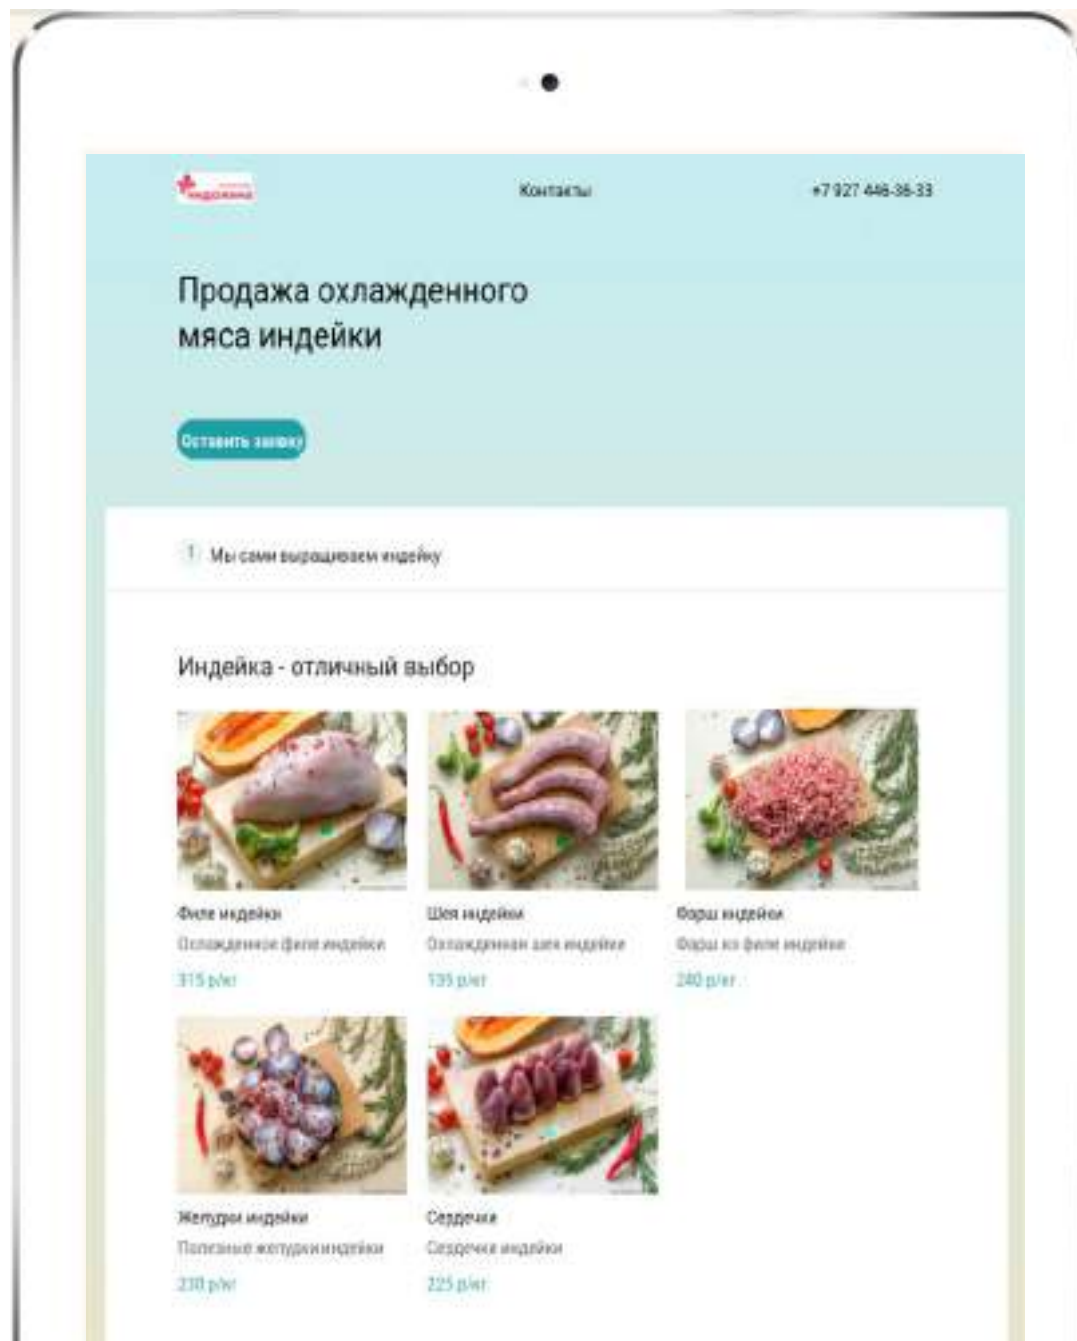 ИНДОЛИНА
Контакты
+7 927 446-36-33
Продажа охлажденного
мяса индейки
Оставить заявку
1 Мы сами выращиваем индейку
Индейка - отличный выбор
Филе индейки
Шея индейки
Фарш индейки
Охлажденное филе индейки
Охлажденная шея индейки
Фарш из филе индейки
315 р/кг
240 р/кг
Желудки индейки
Сердечки
Полезные желудки индейки
Сердечки индейки
230 р/кг
225 р/кг